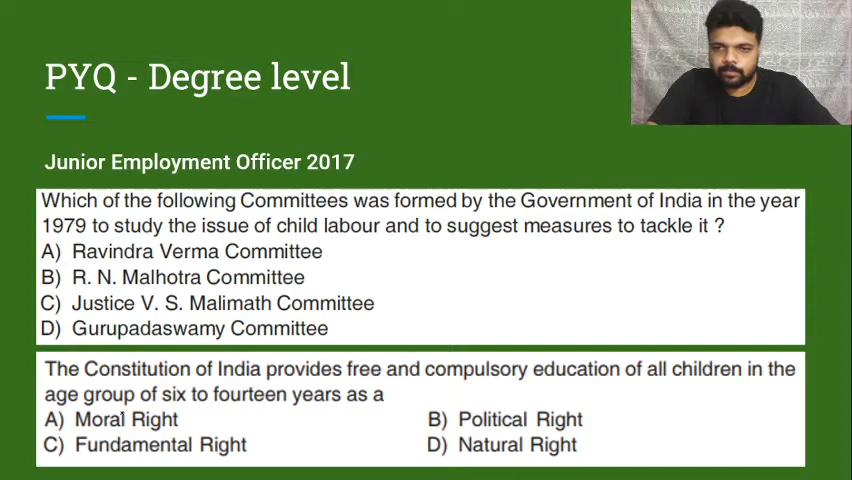 PYQ - Degree level
Junior Employment Officer 2017
Which of the following Committees was formed by the Government of India in the year
1979 to study the issue of child labour and to suggest measures to tackle it ?
A) Ravindra Verma Committee
B) R. N. Malhotra Committee
C) Justice V. S. Malimath Committee
D) Gurupadaswamy Committee
The Constitution of India provides free and compulsory education of all children in the
age group of six to fourteen years as a
A) Moral Right B) Political Right
C) Fundamental Right D) Natural Right